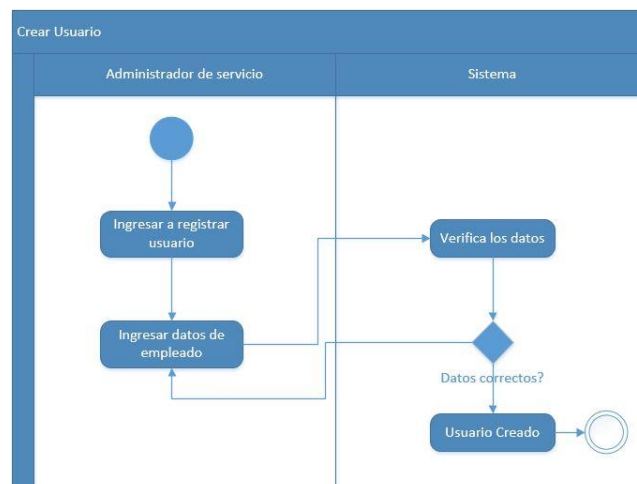 Crear Usuario
Administrador de servicio
Sistema
Ingresar a registrar
usuario
Verifica los datos
Ingresar datos de
empleado
Datos correctos?
Usuario Creado